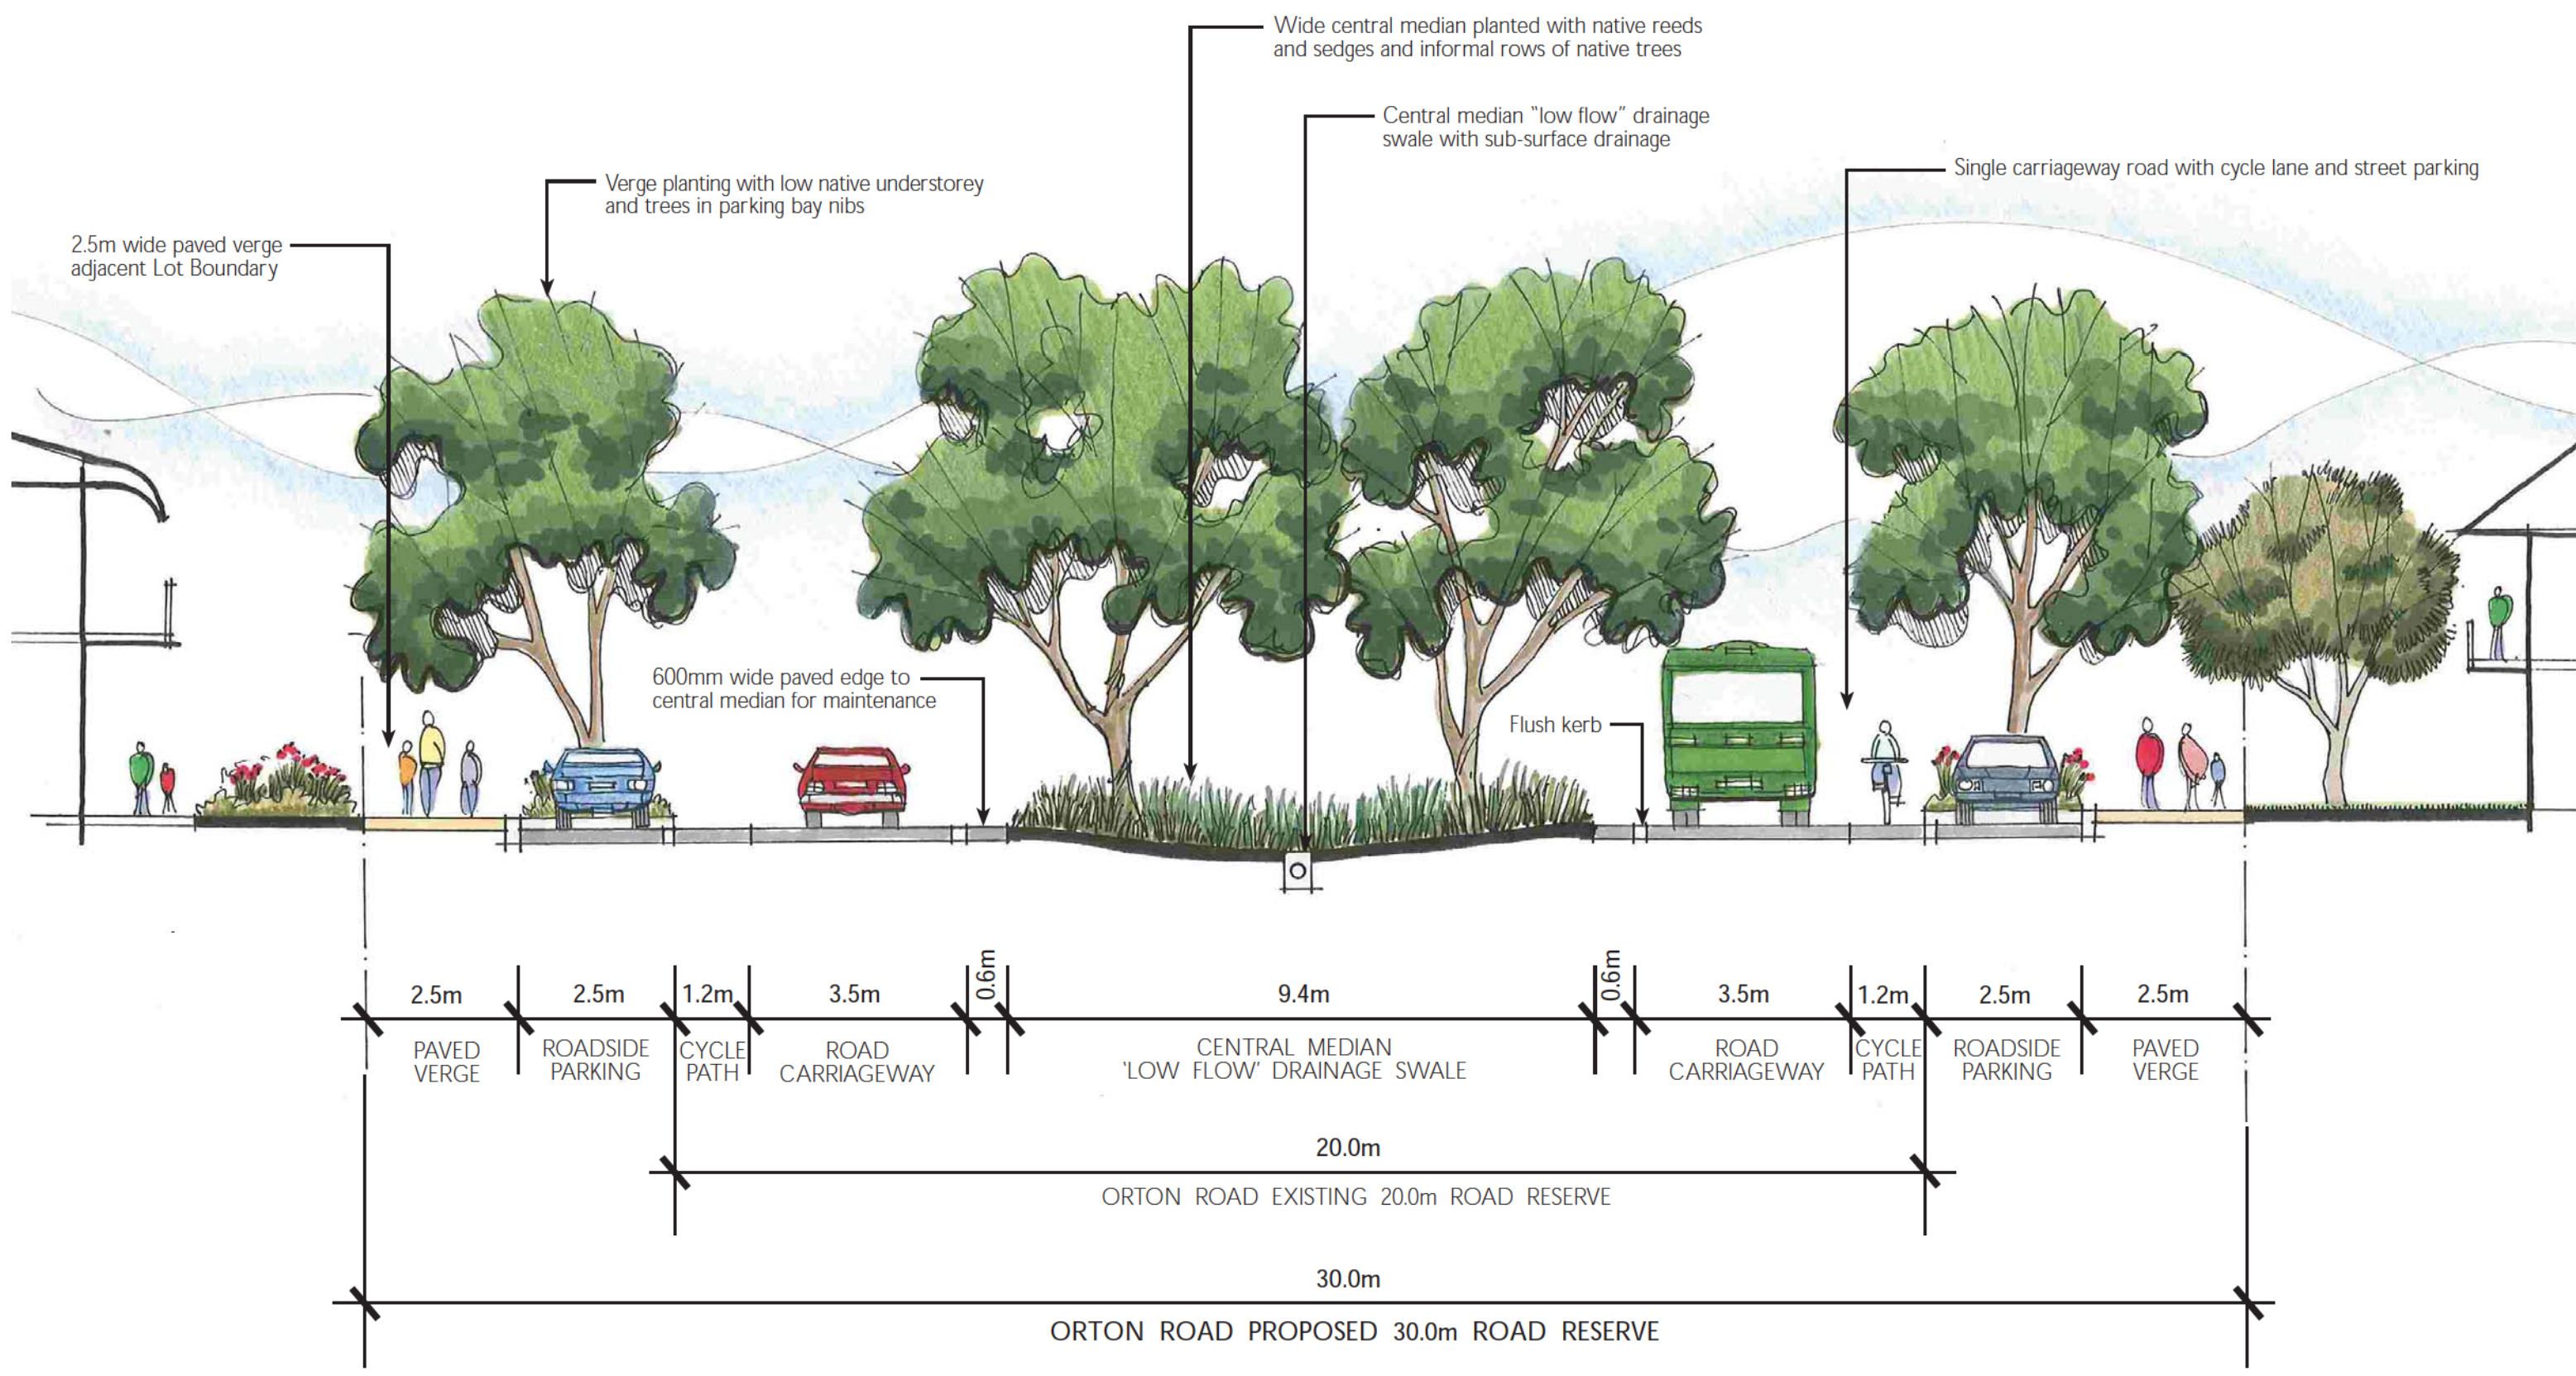 Wide central median planted with native reeds
and sedges and informal rows of native trees
Central median "low flow" drainage
swale with sub-surface drainage
Single carriageway road with cycle lane and street parking
Verge planting with low native understorey
and trees in parking bay nibs
2.5m wide paved verge
adjacent Lot Boundary
600mm wide paved edge to
central median for maintenance
Flush kerb
2.5m
2.5m
1.2m
3.5m
0.6m
9.4m
0.6m
3.5m
1.2m
2.5m
2.5m
PAVED
VERGE
ROADSIDE
PARKING
CYCLE
PATH
ROAD
CARRIAGEWAY
CENTRAL MEDIAN
'LOW FLOW' DRAINAGE SWALE
ROAD
CARRIAGEWAY
CYCLE
PATH
ROADSIDE
PARKING
PAVED
VERGE
20.0m
ORTON ROAD EXISTING 20.0m ROAD RESERVE
30.0m
ORTON ROAD PROPOSED 30.0m ROAD RESERVE